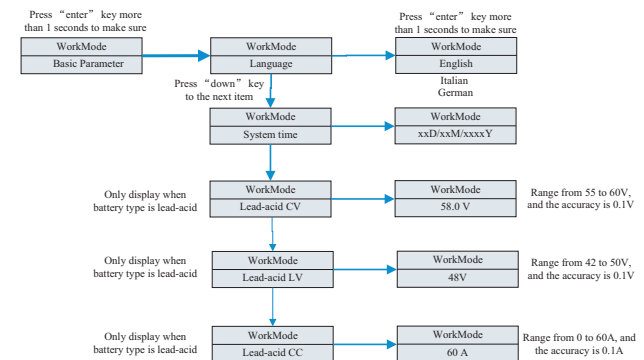 Press “enter” key more
than 1 seconds to make sure
Press “enter” key more
than 1 seconds to make sure
WorkMode
Basic Parameter
WorkMode
Language
WorkMode
English
Italian
German
Press “down” key
to the next item
WorkMode
System time
WorkMode
xxD/xxM/xxxxY
Only display when
battery type is lead-acid
WorkMode
Lead-acid CV
WorkMode
58.0 V
Range from 55 to 60V,
and the accuracy is 0.1V
Only display when
battery type is lead-acid
WorkMode
Lead-acid LV
WorkMode
48V
Range from 42 to 50V,
and the accuracy is 0.1V
Only display when
battery type is lead-acid
WorkMode
Lead-acid CC
WorkMode
60 A
Range from 0 to 60A, and
the accuracy is 0.1A